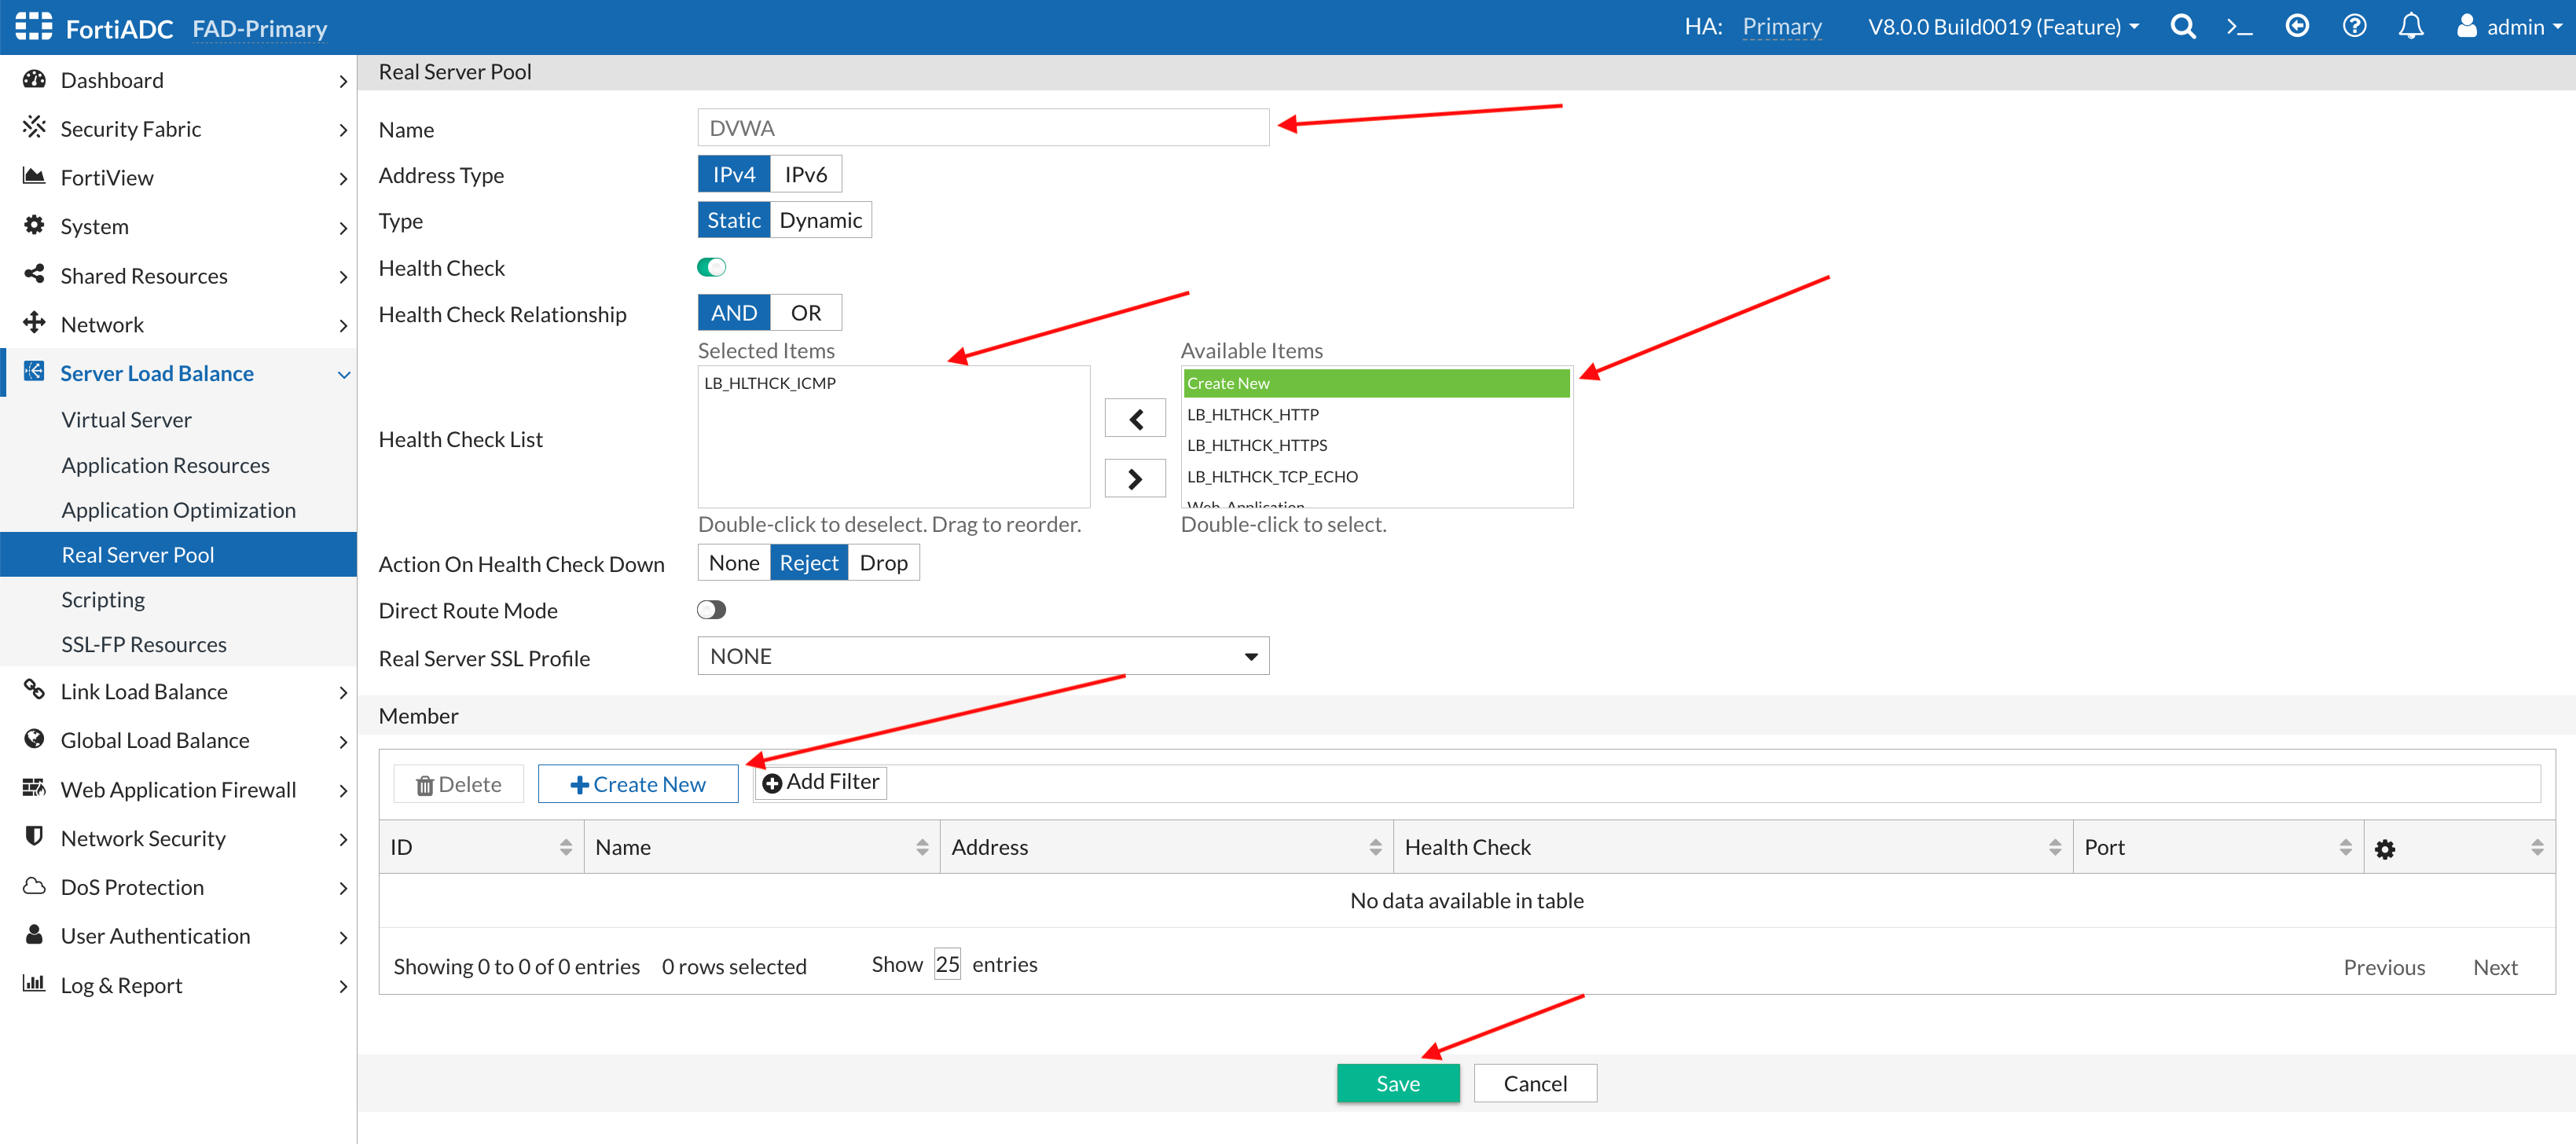 FortiADC FAD-Primary
HA: Primary V8.0.0 Build0019 (Feature) admin
Dashboard
Security Fabric
FortiView
System
Shared Resources
Network
Server Load Balance
Virtual Server
Application Resources
Application Optimization
Real Server Pool
Scripting
SSL-FP Resources
Link Load Balance
Global Load Balance
Web Application Firewall
Network Security
DoS Protection
User Authentication
Log & Report
Real Server Pool
Name DVWA
Address Type IPv4 IPv6
Type Static Dynamic
Health Check
Health Check Relationship AND OR
Selected Items Available Items
Health Check List
LB_HLTHCK_ICMP
Create New
LB_HLTHCK_HTTP
LB_HLTHCK_HTTPS
LB_HLTHCK_TCP_ECHO
Web_Application
Double-click to deselect. Drag to reorder. Double-click to select.
Action On Health Check Down None Reject Drop
Direct Route Mode
Real Server SSL Profile NONE
Member
Delete Create New Add Filter
ID Name Address Health Check Port
No data available in table
Showing 0 to 0 of 0 entries 0 rows selected Show 25 entries Previous Next
Save Cancel